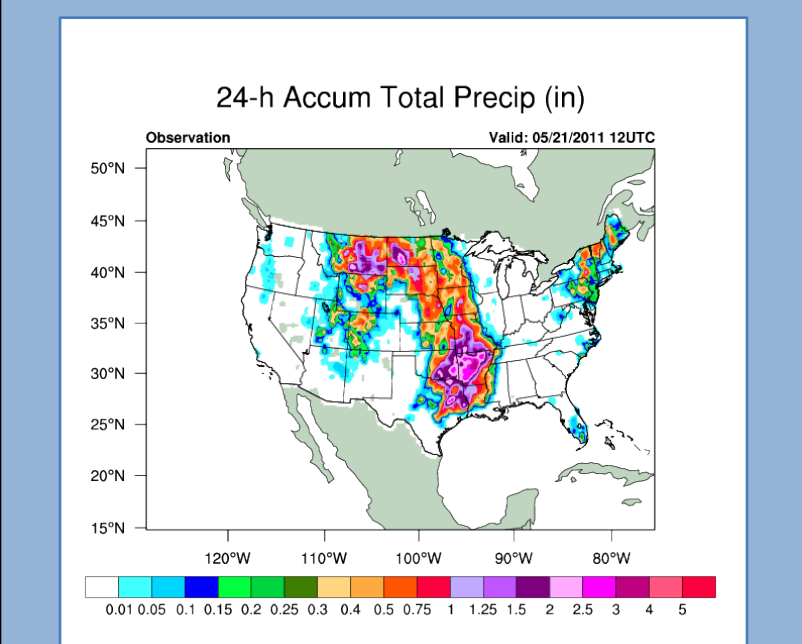 24-h Accum Total Precip (in)
Observation Valid: 05/21/2011 12UTC
50°N
45°N
40°N
35°N
30°N
25°N
20°N
15°N
120°W 110°W 100°W 90°W 80°W
0.01 0.05 0.1 0.15 0.2 0.25 0.3 0.4 0.5 0.75 1 1.25 1.5 2 2.5 3 4 5